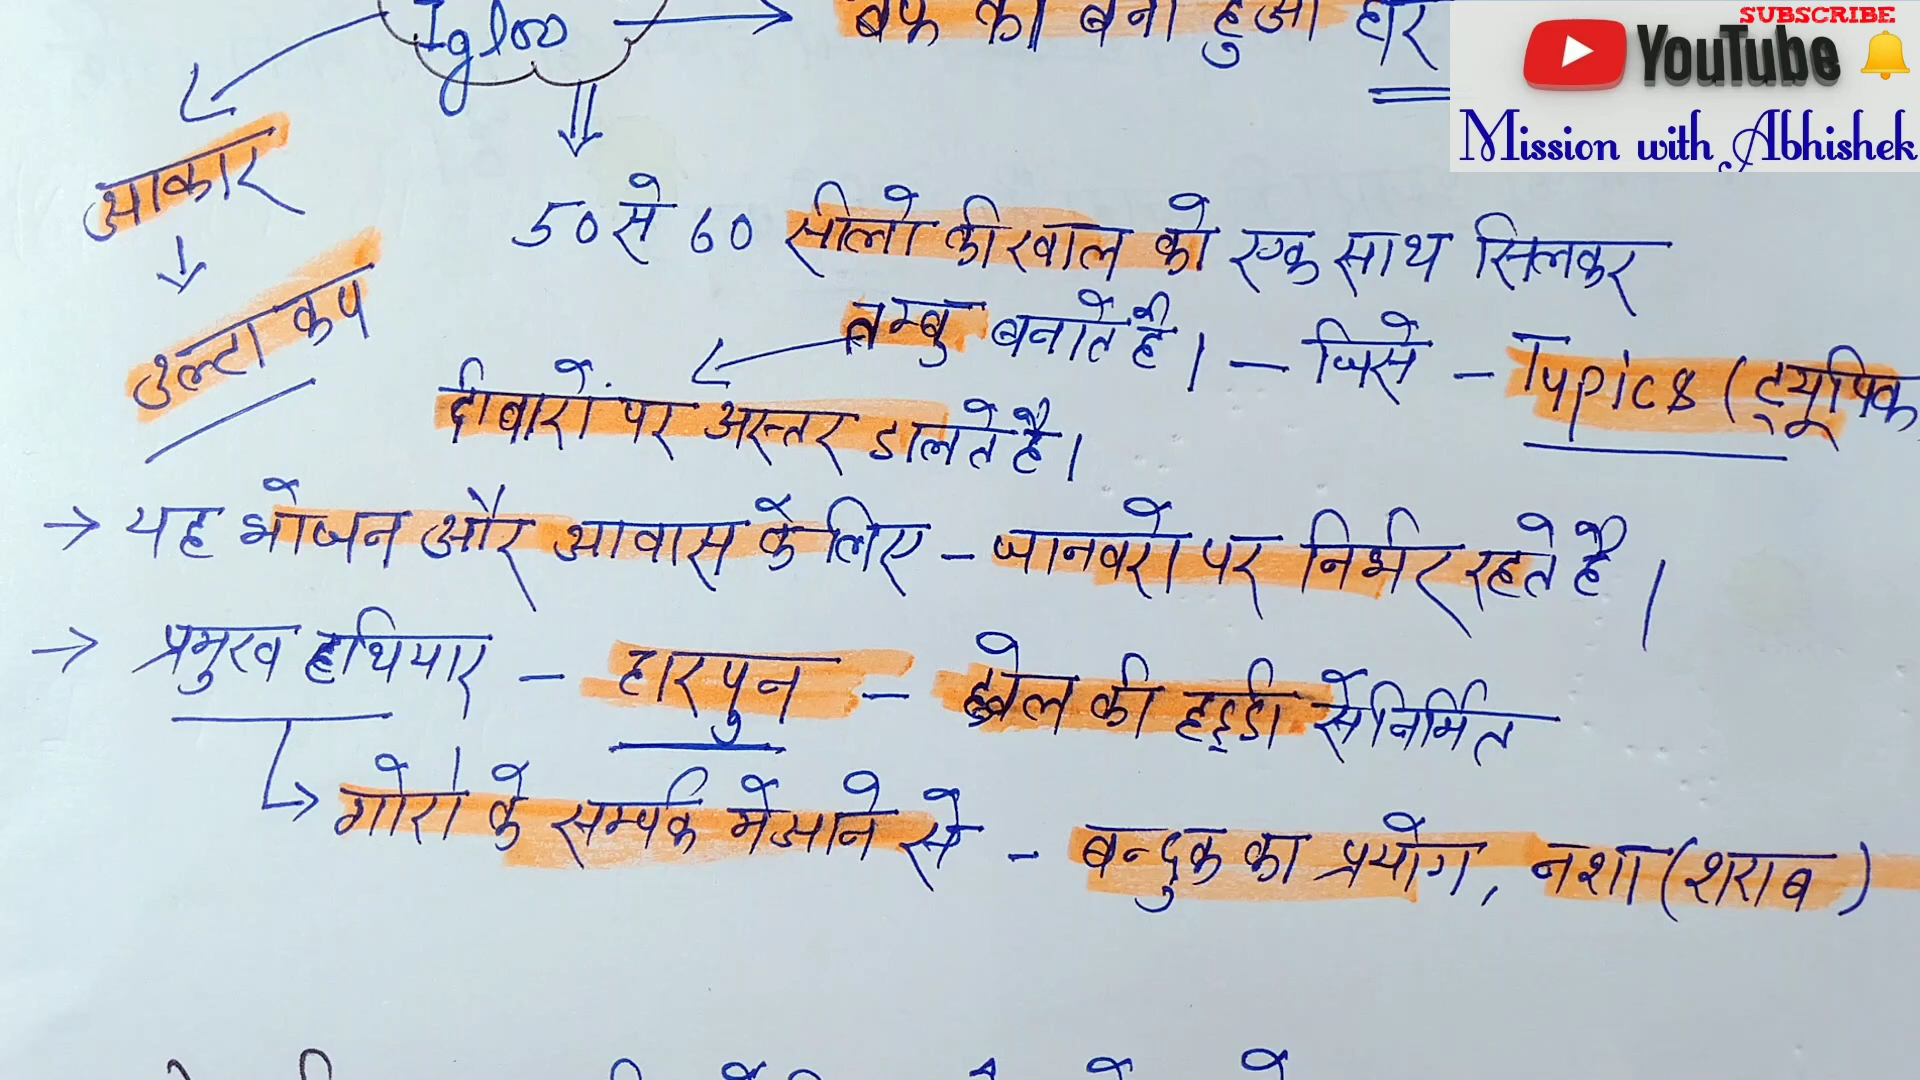 Igloo → बर्फ का बना हुआ घर
SUBSCRIBE
YouTube
Mission with Abhishek
आकार
↓
उल्टा कप
50 से 60 सीलो की खाल को एक साथ सिलकर
तम्बु बनाते है। – जिसे – Tupics (ट्यूपिक
दीबारों पर अस्तर डालते है।
→ यह भोजन और आवास के लिए – जानवरो पर निर्भर रहते है।
→ प्रमुख हथियार – हारपुन – ह्वेल की हड्डी से निर्मित
गोरो के सम्पर्क मे आने से – बन्दुक का प्रयोग, नशा (शराब)